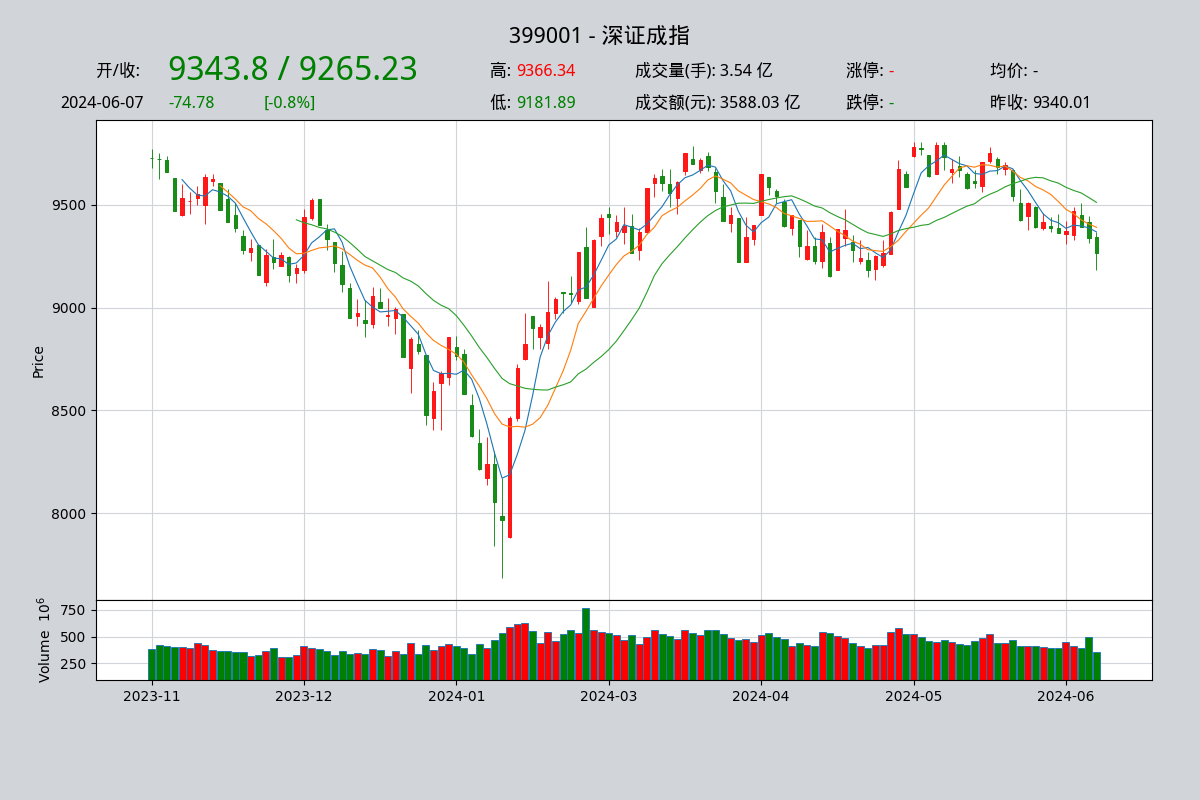 399001 - 深证成指
开/收: 9343.8 / 9265.23 高: 9366.34 成交量(手): 3.54 亿 涨停: - 均价: -
2024-06-07 -74.78 [-0.8%] 低: 9181.89 成交额(元): 3588.03 亿 跌停: - 昨收: 9340.01
9500
9000
8500
8000
Price
750
500
250
Volume 10^6
2023-11 2023-12 2024-01 2024-03 2024-04 2024-05 2024-06